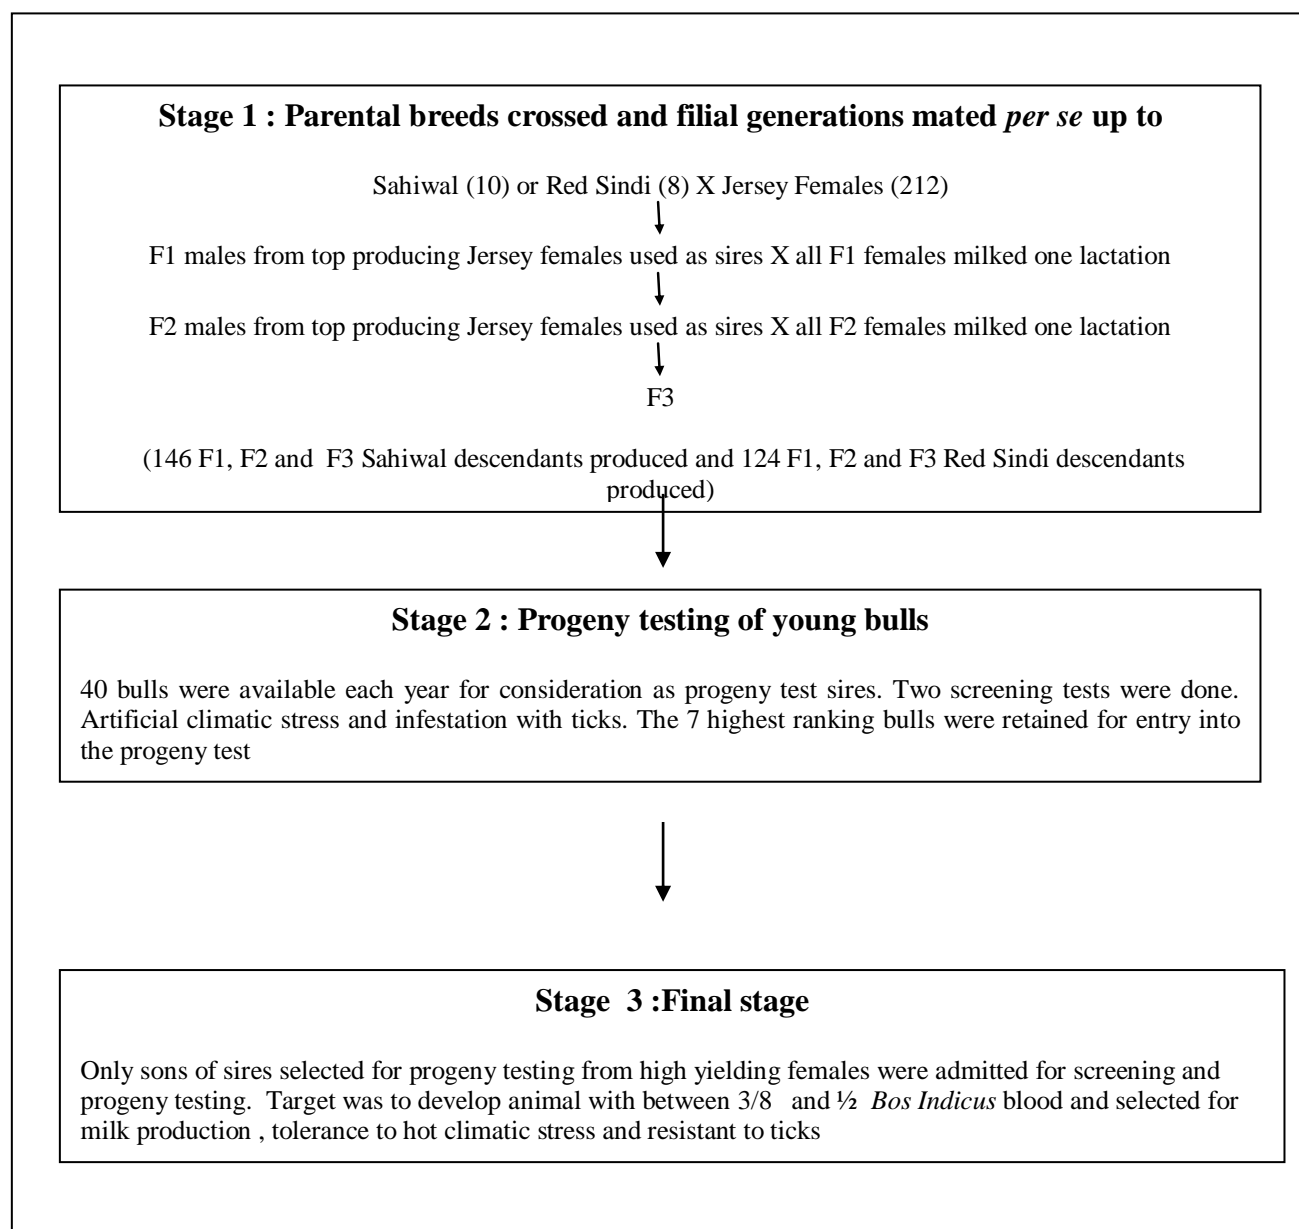 Stage 1 : Parental breeds crossed and filial generations mated per se up to
Sahiwal (10) or Red Sindi (8) X Jersey Females (212)
F1 males from top producing Jersey females used as sires X all F1 females milked one lactation
F2 males from top producing Jersey females used as sires X all F2 females milked one lactation
F3
(146 F1, F2 and F3 Sahiwal descendants produced and 124 F1, F2 and F3 Red Sindi descendants
produced)
Stage 2 : Progeny testing of young bulls
40 bulls were available each year for consideration as progeny test sires. Two screening tests were done.
Artificial climatic stress and infestation with ticks. The 7 highest ranking bulls were retained for entry into
the progeny test
Stage 3 :Final stage
Only sons of sires selected for progeny testing from high yielding females were admitted for screening and
progeny testing. Target was to develop animal with between 3/8 and ½ Bos Indicus blood and selected for
milk production , tolerance to hot climatic stress and resistant to ticks